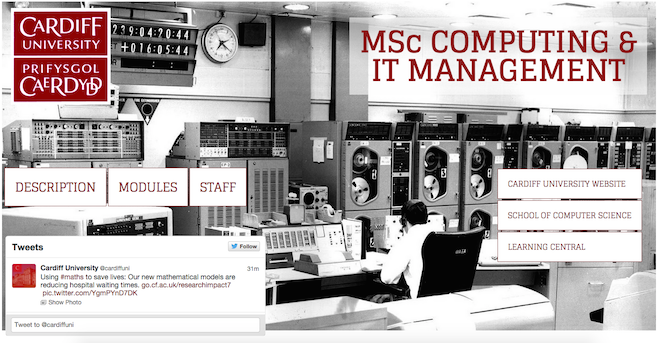 CARDIFF
UNIVERSITY
PRIFYSGOL
CAERDYDD
239:04:20:44
+016:05:44
MSc COMPUTING &
IT MANAGEMENT
DESCRIPTION
MODULES
STAFF
CARDIFF UNIVERSITY WEBSITE
SCHOOL OF COMPUTER SCIENCE
LEARNING CENTRAL
Tweets
Follow
Cardiff University @cardiffuni
31m
Using #maths to save lives: Our new mathematical models are
reducing hospital waiting times. go.cf.ac.uk/researchimpact7
pic.twitter.com/YgmPYnD7DK
Show Photo
Tweet to @cardiffuni